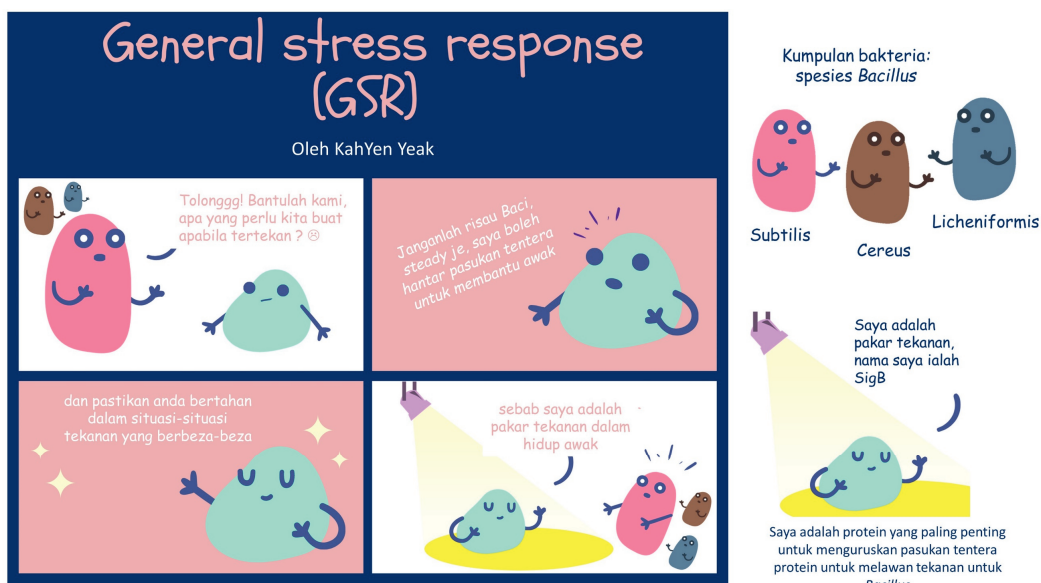 General stress response
(GSR)
Oleh KahYen Yeak
Tolonggg! Bantulah kami,
apa yang perlu kita buat
apabila tertekan ? ☹
Janganlah risau Baci,
steady je, saya boleh
hantar pasukan tentera
untuk membantu awak
dan pastikan anda bertahan
dalam situasi-situasi
tekanan yang berbeza-beza
sebab saya adalah
pakar tekanan dalam
hidup awak
Kumpulan bakteria:
spesies Bacillus
Subtilis
Cereus
Licheniformis
Saya adalah
pakar tekanan,
nama saya ialah
SigB
Saya adalah protein yang paling penting
untuk menguruskan pasukan tentera
protein untuk melawan tekanan untuk
Bacillus